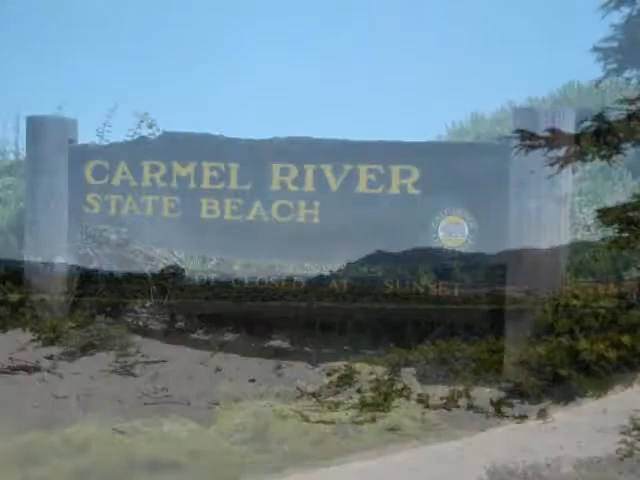 CARMEL RIVER
STATE BEACH
CLOSED AT SUNSET